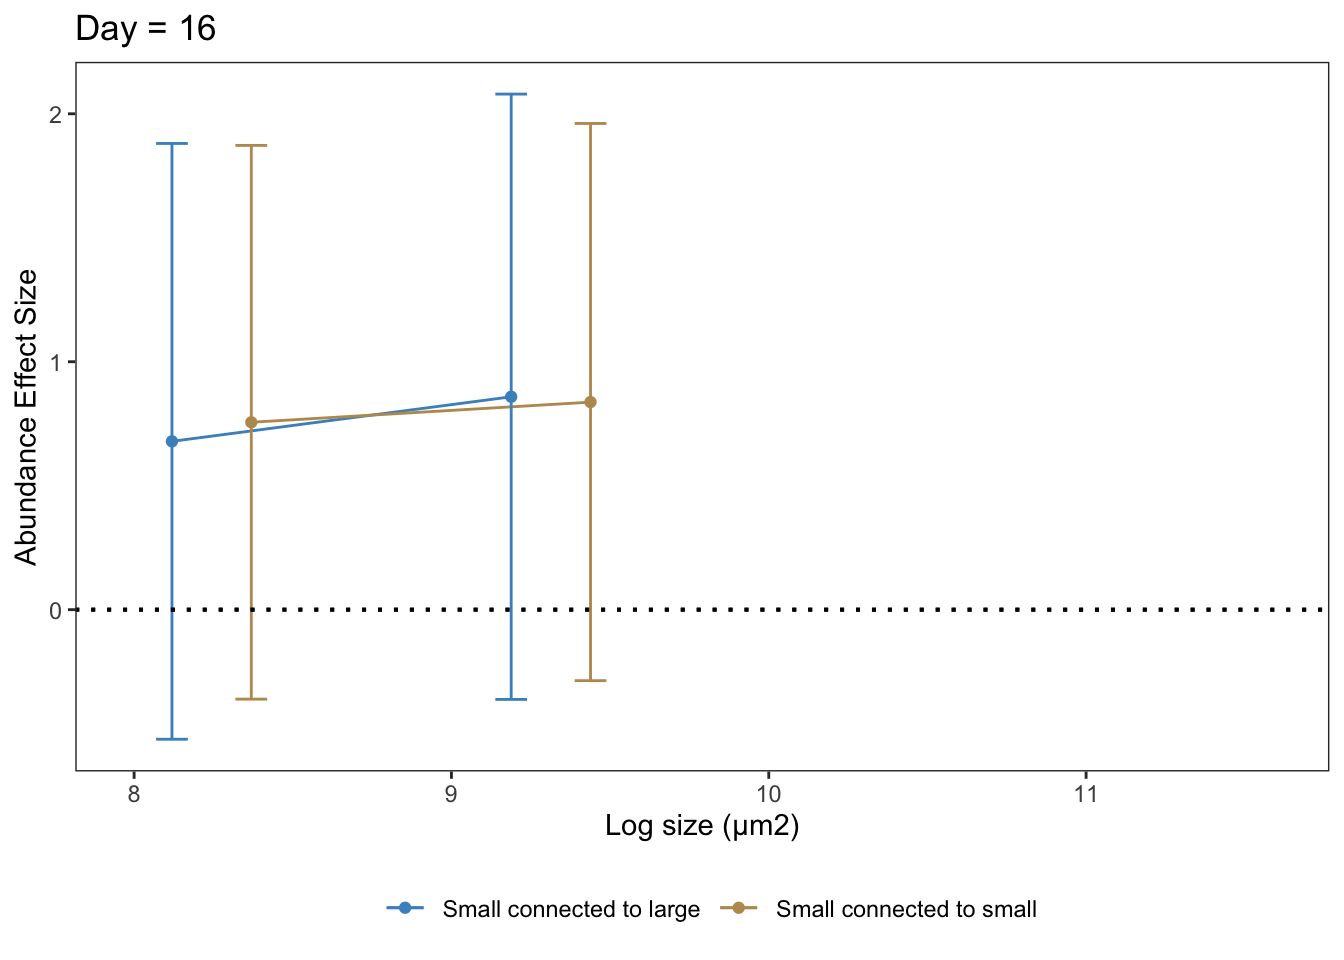 Day = 16
Abundance Effect Size
2
1
0
8 9 10 11
Log size (µm2)
Small connected to large Small connected to small